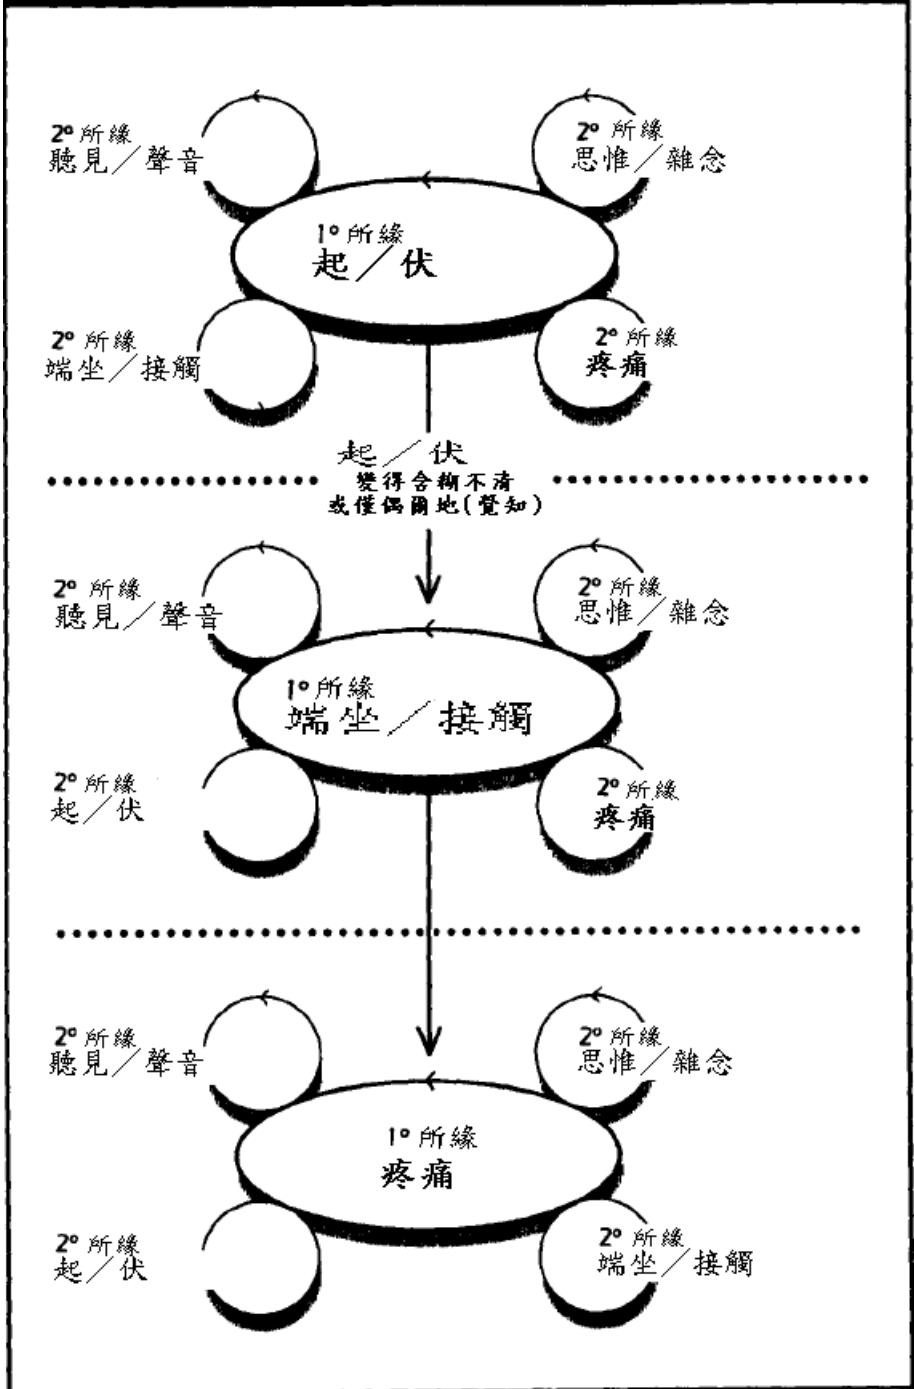 2° 所緣
聽見／聲音
2° 所緣
思惟／雜念
1° 所緣
起／伏
2° 所緣
端坐／接觸
2° 所緣
疼痛
起／伏
變得含糊不清
或僅偶爾地(覺知)
2° 所緣
聽見／聲音
2° 所緣
思惟／雜念
1° 所緣
端坐／接觸
2° 所緣
起／伏
2° 所緣
疼痛
2° 所緣
聽見／聲音
2° 所緣
思惟／雜念
1° 所緣
疼痛
2° 所緣
起／伏
2° 所緣
端坐／接觸